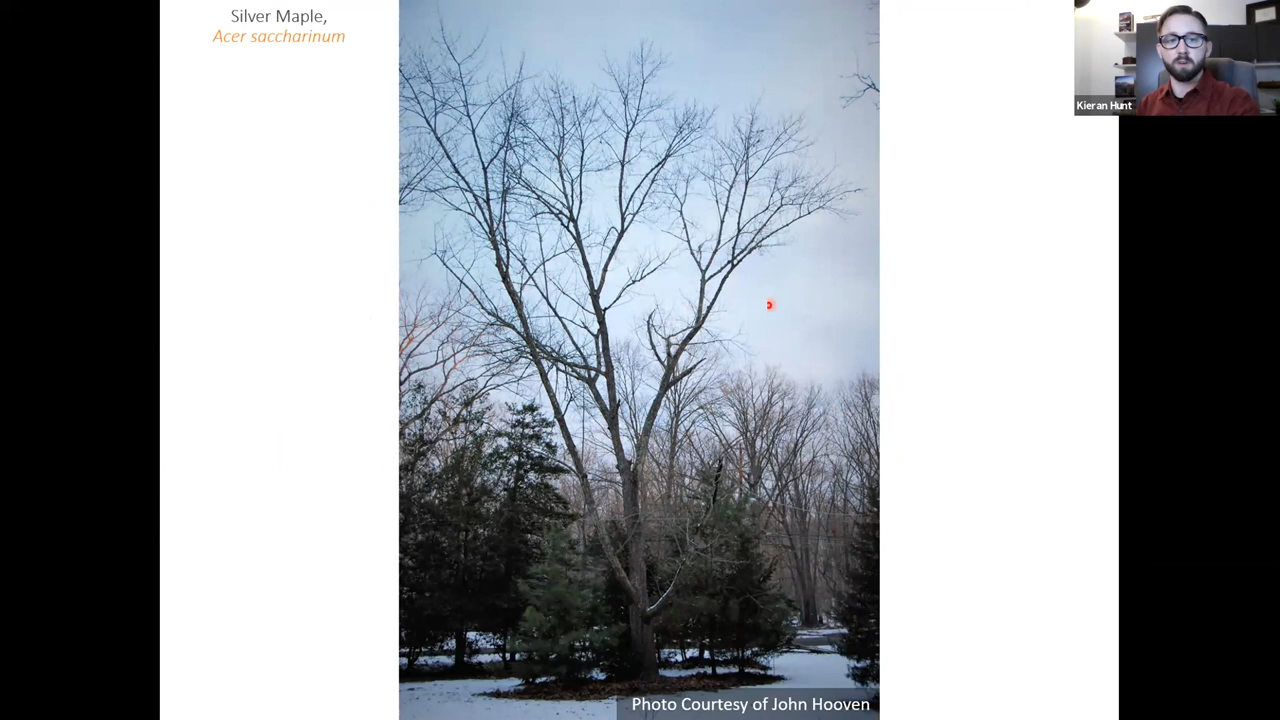 Silver Maple,
Acer saccharinum
Kieran Hunt
Photo Courtesy of John Hooven